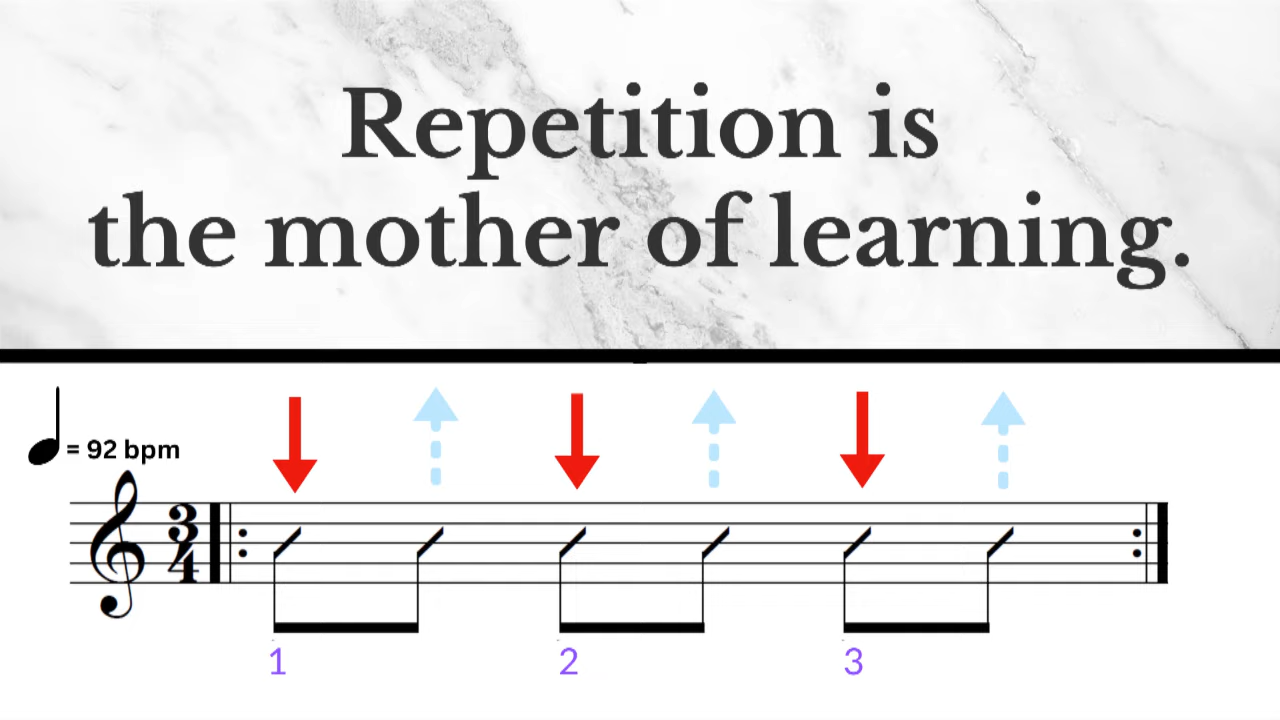 Repetition is
the mother of learning.
= 92 bpm
3
4
1 2 3